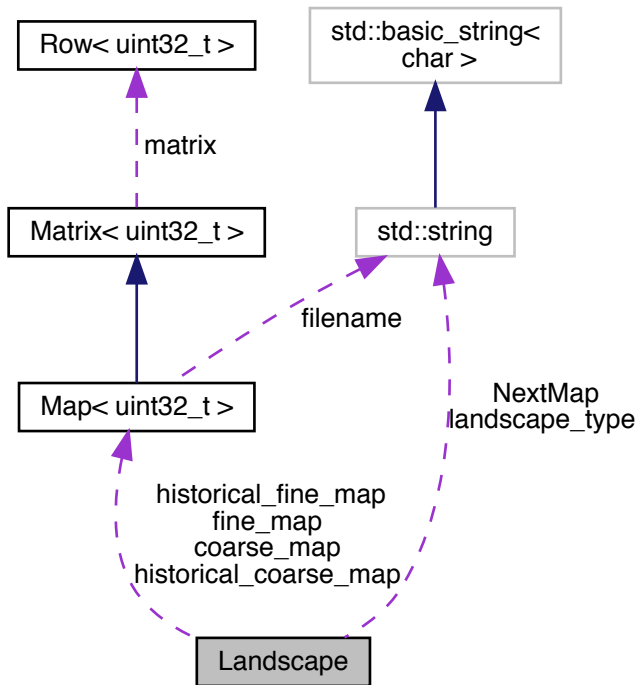 Row< uint32_t >
std::basic_string<
char >
matrix
Matrix< uint32_t >
std::string
filename
Map< uint32_t >
NextMap
landscape_type
historical_fine_map
fine_map
coarse_map
historical_coarse_map
Landscape